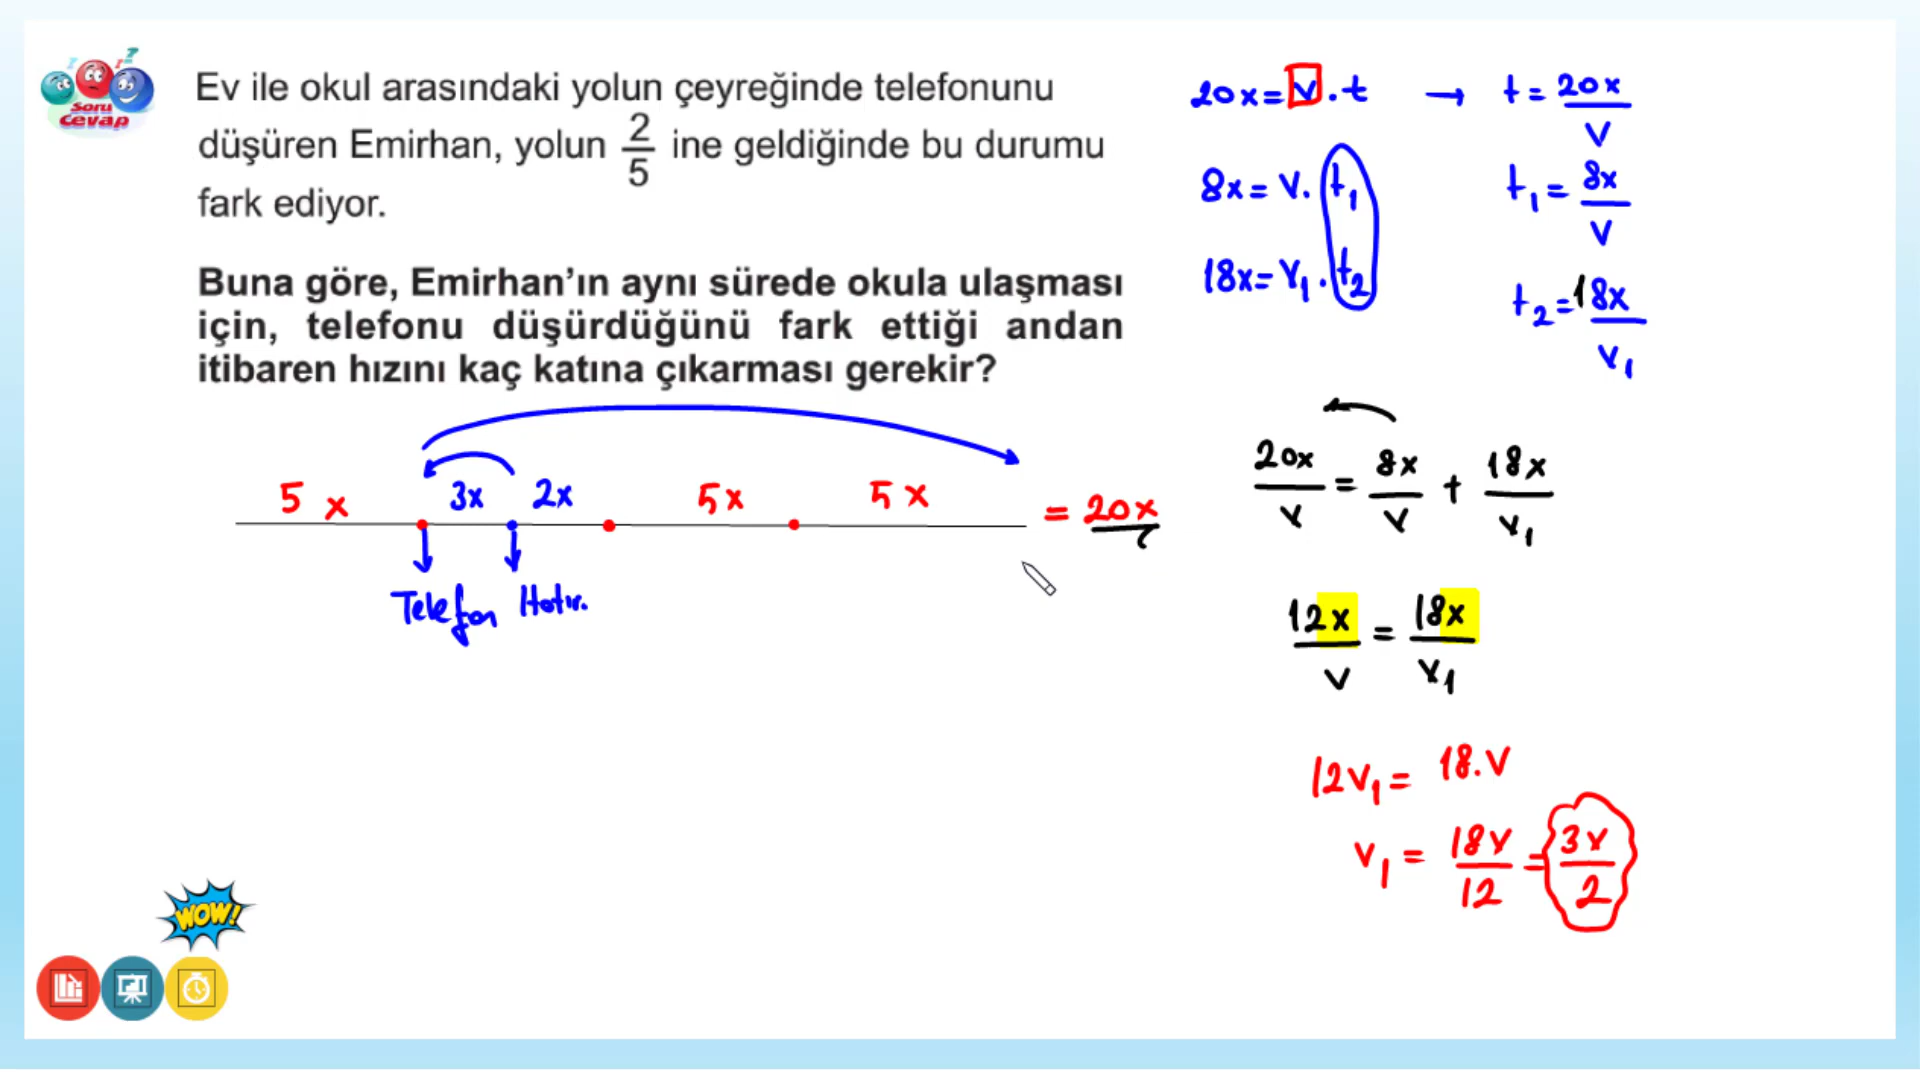 Soru
Cevap
Ev ile okul arasındaki yolun çeyreğinde telefonunu
düşüren Emirhan, yolun 2/5 ine geldiğinde bu durumu
fark ediyor.
Buna göre, Emirhan'ın aynı sürede okula ulaşması
için, telefonu düşürdüğünü fark ettiği andan
itibaren hızını kaç katına çıkarması gerekir?
5x 3x 2x 5x 5x = 20x
Telefon Hatır.
20x = v.t → t = 20x/v
8x = v.t₁ t₁ = 8x/v
18x = v₁.t₂ t₂ = 18x/v₁
20x/v = 8x/v + 18x/v₁
12x/v = 18x/v₁
12v₁ = 18.v
v₁ = 18v/12 = 3v/2
WOW!